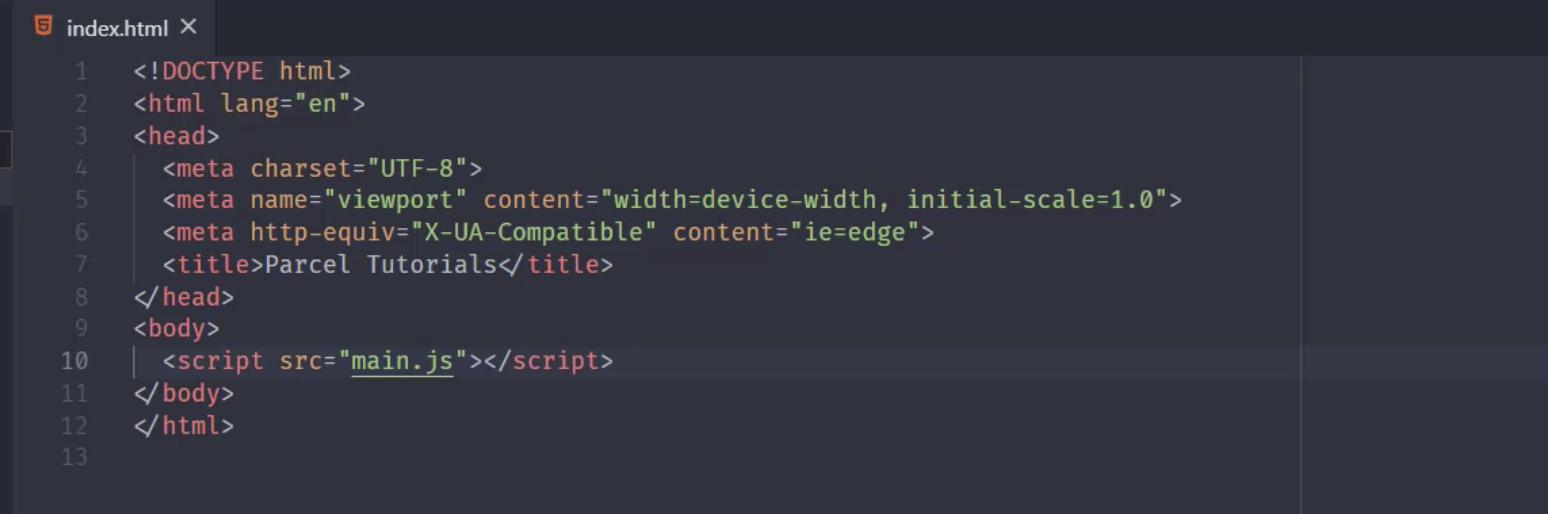 index.html
1 <!DOCTYPE html>
2 <html lang="en">
3 <head>
4   <meta charset="UTF-8">
5   <meta name="viewport" content="width=device-width, initial-scale=1.0">
6   <meta http-equiv="X-UA-Compatible" content="ie=edge">
7   <title>Parcel Tutorials</title>
8 </head>
9 <body>
10   <script src="main.js"></script>
11 </body>
12 </html>
13